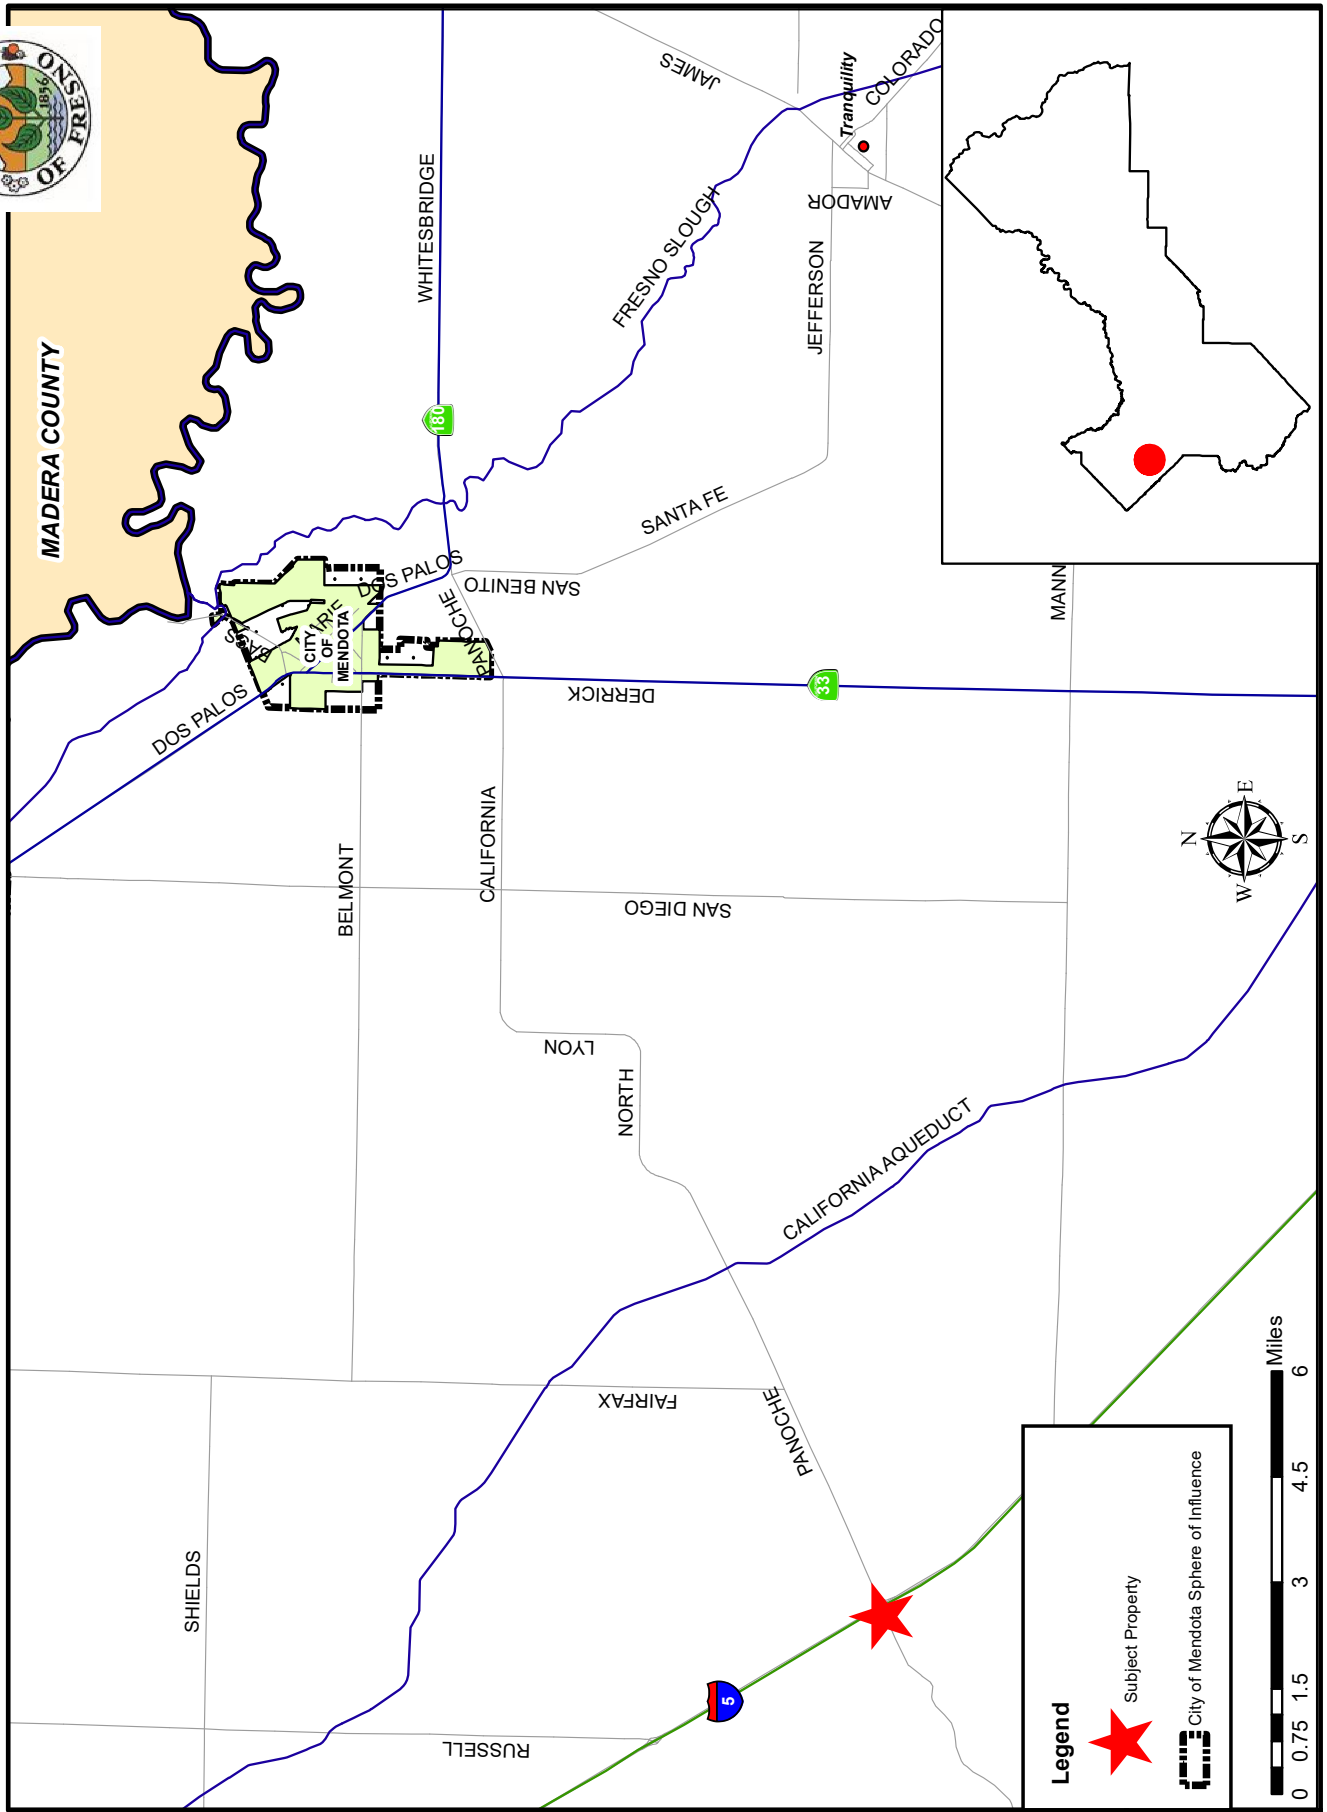 MADERA COUNTY
OF FRESNO
1856
WHITESBRIDGE
JAMES
Tranquility
COLORADO
AMADOR
JEFFERSON
FRESNO SLOUGH
180
SANTA FE
SAN BENITO
DOS PALOS
PANOCHE
BASS
CITY
OF
MENDOTA
DOS PALOS
DERRICK
33
MANN
BELMONT
CALIFORNIA
SAN DIEGO
LYON
NORTH
CALIFORNIA AQUEDUCT
FAIRFAX
PANOCHE
SHIELDS
RUSSELL
5
N
W
E
S
Legend
Subject Property
City of Mendota Sphere of Influence
Miles
0 0.75 1.5 3 4.5 6